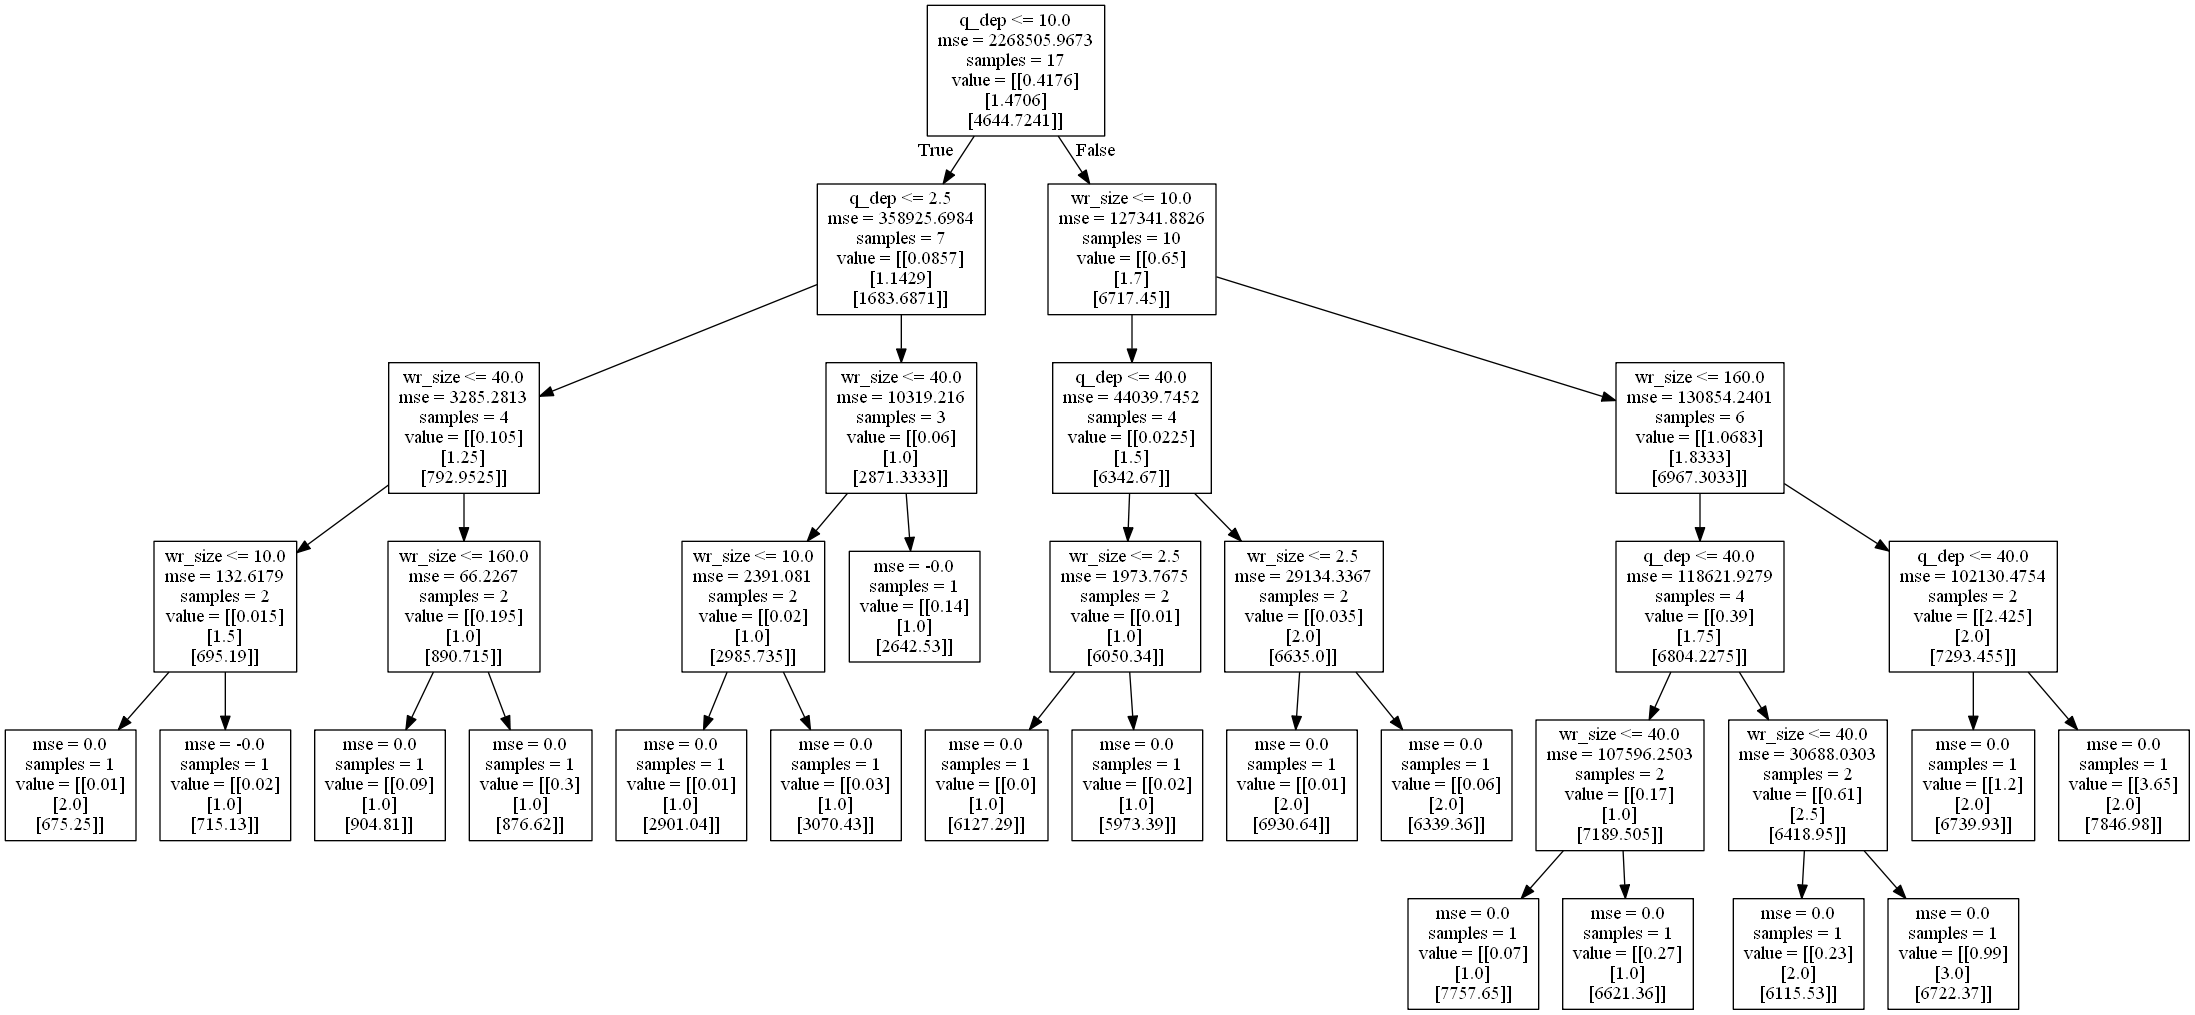 q_dep <= 10.0
mse = 2268505.9673
samples = 17
value = [[0.4176]
[1.4706]
[4644.7241]]
True
False
q_dep <= 2.5
mse = 358925.6984
samples = 7
value = [[0.0857]
[1.1429]
[1683.6871]]
wr_size <= 10.0
mse = 127341.8826
samples = 10
value = [[0.65]
[1.7]
[6717.45]]
wr_size <= 40.0
mse = 3285.2813
samples = 4
value = [[0.105]
[1.25]
[792.9525]]
wr_size <= 40.0
mse = 10319.216
samples = 3
value = [[0.06]
[1.0]
[2871.3333]]
q_dep <= 40.0
mse = 44039.7452
samples = 4
value = [[0.0225]
[1.5]
[6342.67]]
wr_size <= 160.0
mse = 130854.2401
samples = 6
value = [[1.0683]
[1.8333]
[6967.3033]]
wr_size <= 10.0
mse = 132.6179
samples = 2
value = [[0.015]
[1.5]
[695.19]]
wr_size <= 160.0
mse = 66.2267
samples = 2
value = [[0.195]
[1.0]
[890.715]]
wr_size <= 10.0
mse = 2391.081
samples = 2
value = [[0.02]
[1.0]
[2985.735]]
mse = -0.0
samples = 1
value = [[0.14]
[1.0]
[2642.53]]
wr_size <= 2.5
mse = 1973.7675
samples = 2
value = [[0.01]
[1.0]
[6050.34]]
wr_size <= 2.5
mse = 29134.3367
samples = 2
value = [[0.035]
[2.0]
[6635.0]]
q_dep <= 40.0
mse = 118621.9279
samples = 4
value = [[0.39]
[1.75]
[6804.2275]]
q_dep <= 40.0
mse = 102130.4754
samples = 2
value = [[2.425]
[2.0]
[7293.455]]
mse = 0.0
samples = 1
value = [[0.01]
[2.0]
[675.25]]
mse = -0.0
samples = 1
value = [[0.02]
[1.0]
[715.13]]
mse = 0.0
samples = 1
value = [[0.09]
[1.0]
[904.81]]
mse = 0.0
samples = 1
value = [[0.3]
[1.0]
[876.62]]
mse = 0.0
samples = 1
value = [[0.01]
[1.0]
[2901.04]]
mse = 0.0
samples = 1
value = [[0.03]
[1.0]
[3070.43]]
mse = 0.0
samples = 1
value = [[0.0]
[1.0]
[6127.29]]
mse = 0.0
samples = 1
value = [[0.02]
[1.0]
[5973.39]]
mse = 0.0
samples = 1
value = [[0.01]
[2.0]
[6930.64]]
mse = 0.0
samples = 1
value = [[0.06]
[2.0]
[6339.36]]
wr_size <= 40.0
mse = 107596.2503
samples = 2
value = [[0.17]
[1.0]
[7189.505]]
wr_size <= 40.0
mse = 30688.0303
samples = 2
value = [[0.61]
[2.5]
[6418.95]]
mse = 0.0
samples = 1
value = [[1.2]
[2.0]
[6739.93]]
mse = 0.0
samples = 1
value = [[3.65]
[2.0]
[7846.98]]
mse = 0.0
samples = 1
value = [[0.07]
[1.0]
[7757.65]]
mse = 0.0
samples = 1
value = [[0.27]
[1.0]
[6621.36]]
mse = 0.0
samples = 1
value = [[0.23]
[2.0]
[6115.53]]
mse = 0.0
samples = 1
value = [[0.99]
[3.0]
[6722.37]]